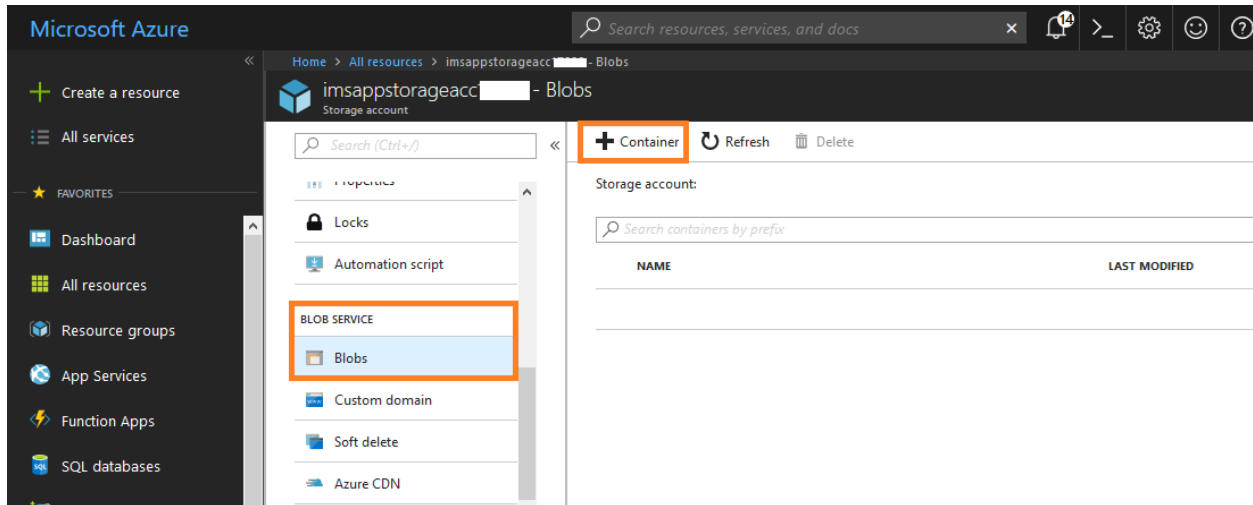 Microsoft Azure
Search resources, services, and docs
14
Create a resource
All services
FAVORITES
Dashboard
All resources
Resource groups
App Services
Function Apps
SQL databases
Home > All resources > imsappstorageacc - Blobs
imsappstorageacc - Blobs
Storage account
Search (Ctrl+/)
Properties
Locks
Automation script
BLOB SERVICE
Blobs
Custom domain
Soft delete
Azure CDN
Container Refresh Delete
Storage account:
Search containers by prefix
NAME LAST MODIFIED